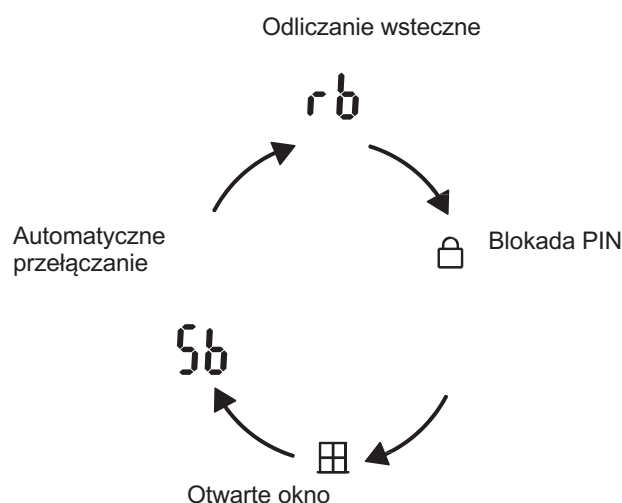 Odliczanie wsteczne
rb
Automatyczne
przełączanie
Blokada PIN
Sb
Otwarte okno